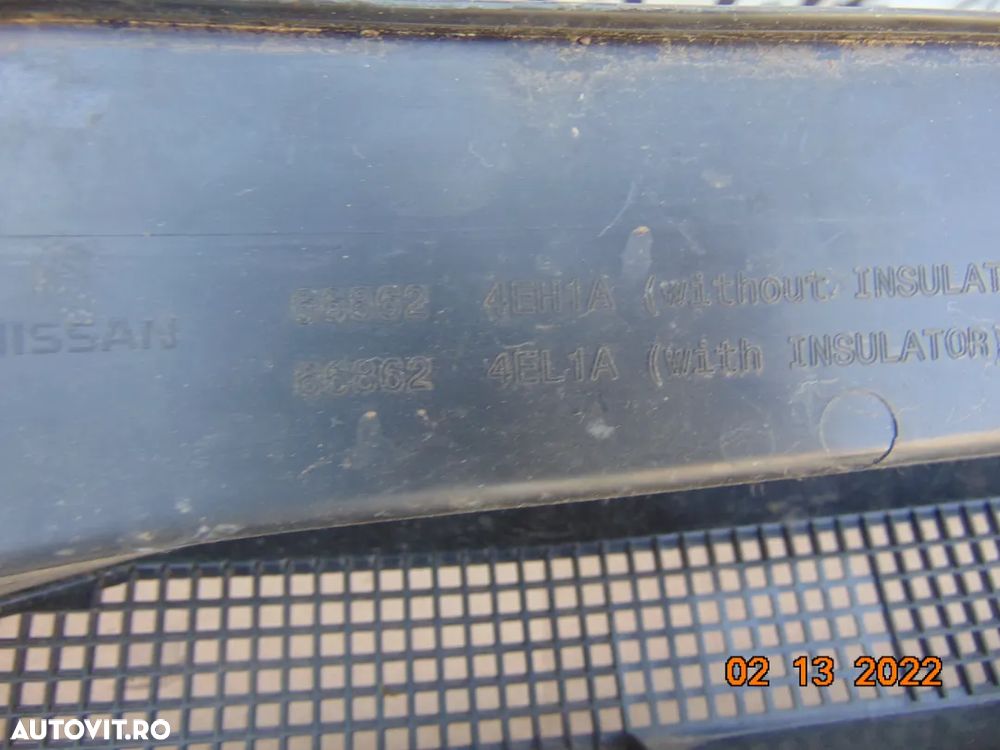 66862 4EH1A (without INSULAT
NISSAN
66862 4EL1A (with INSULATOR)
02 13 2022
AUTOVIT.RO